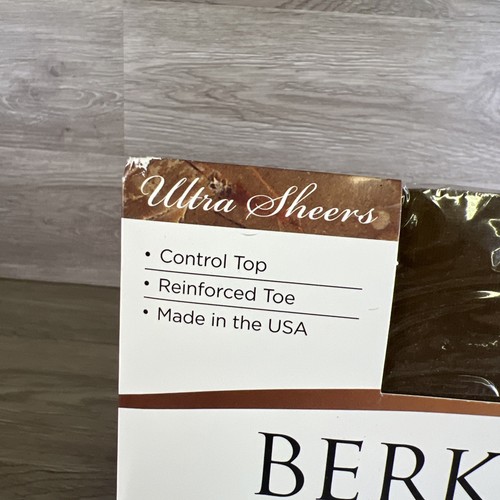 Ultra Sheers
• Control Top
• Reinforced Toe
• Made in the USA
BERK